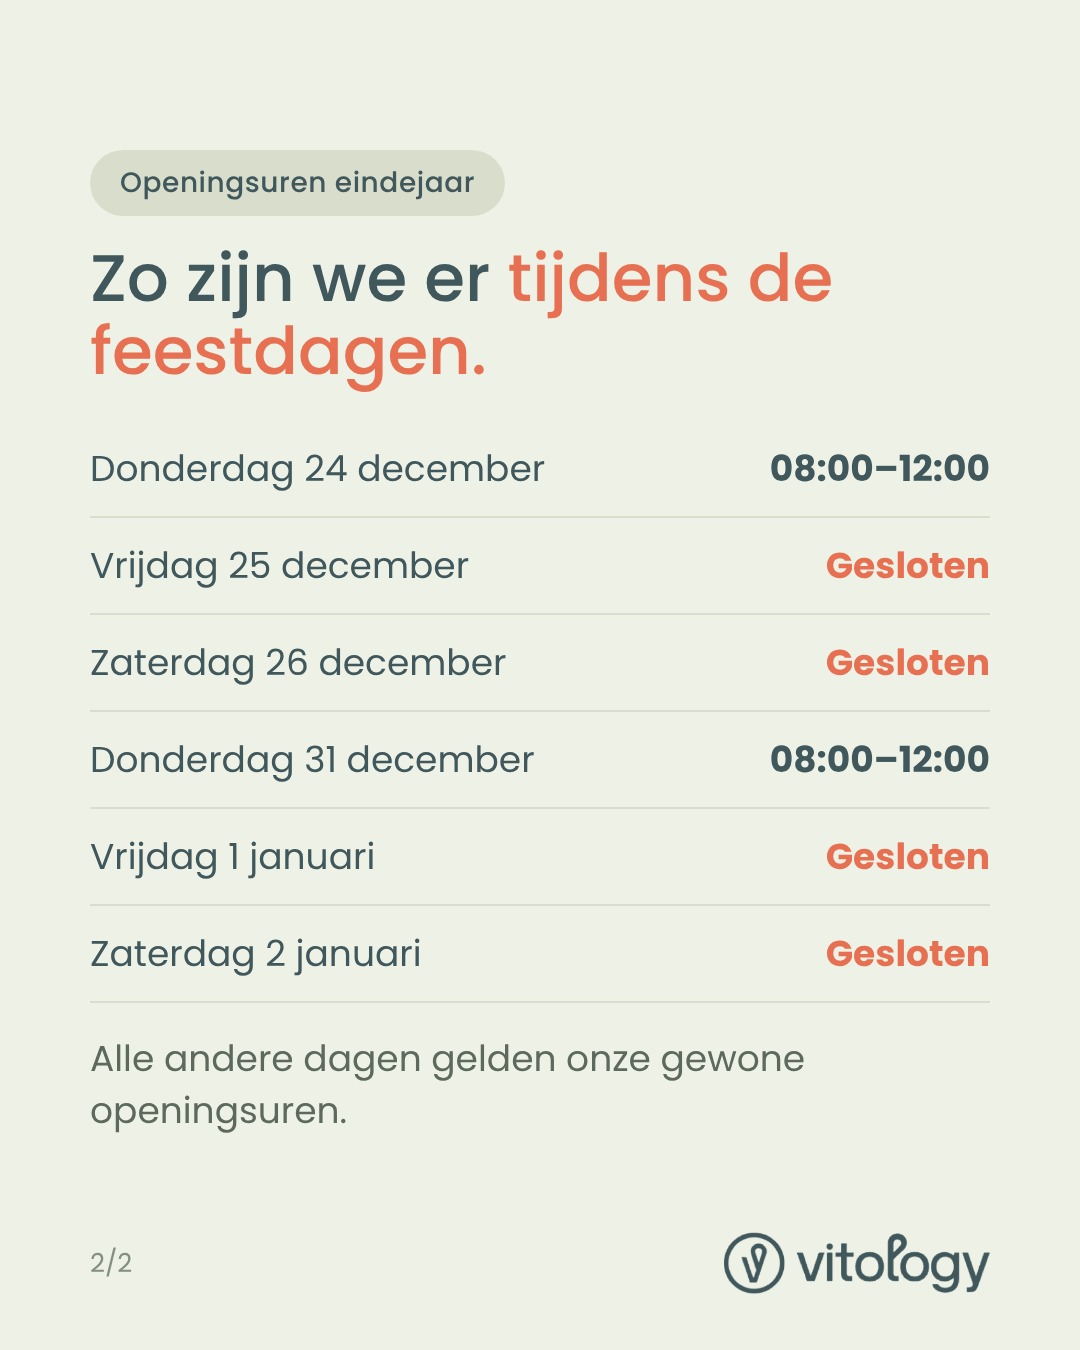 Openingsuren eindejaar
Zo zijn we er tijdens de
feestdagen.
Donderdag 24 december 08:00–12:00
Vrijdag 25 december Gesloten
Zaterdag 26 december Gesloten
Donderdag 31 december 08:00–12:00
Vrijdag 1 januari Gesloten
Zaterdag 2 januari Gesloten
Alle andere dagen gelden onze gewone
openingsuren.
2/2 vitology